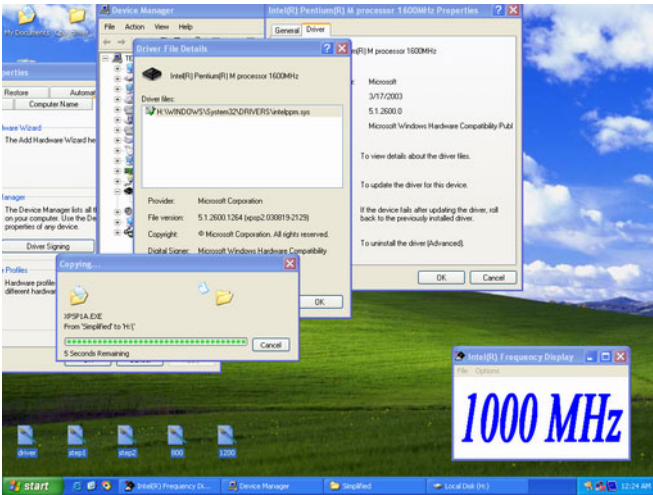 My Documents
Device Manager
File Action View Help
Intel(R) Pentium(R) M processor 1600MHz Properties
General Driver
m(R) M processor 1600MHz
Microsoft
3/17/2003
5.1.2600.0
Microsoft Windows Hardware Compatibility Publ
To view details about the driver files.
To update the driver for this device.
If the device fails after updating the driver, roll
back to the previously installed driver.
To uninstall the driver (Advanced).
OK Cancel
Driver File Details
Intel(R) Pentium(R) M processor 1600MHz
Driver files:
H:\WINDOWS\System32\DRIVERS\intelppm.sys
Provider: Microsoft Corporation
File version: 5.1.2600.1264 (xpsp2.030819-2129)
Copyright: © Microsoft Corporation. All rights reserved.
Digital Signer: Microsoft Windows Hardware Compatibility
OK
perties
Restore Automat
Computer Name
dware Wizard
The Add Hardware Wizard he
Manager
The Device Manager lists all t
on your computer. Use the De
properties of any device.
Driver Signing
e Profiles
Hardware profile
different hardwar
Copying...
XPSP1A.EXE
From 'Simplified' to 'H:\'
5 Seconds Remaining
Cancel
Intel(R) Frequency Display
File Options
1000 MHz
driver
step1
step2
600
1200
start
Intel(R) Frequency Di...
Device Manager
Simplified
Local Disk (H:)
12:24 AM